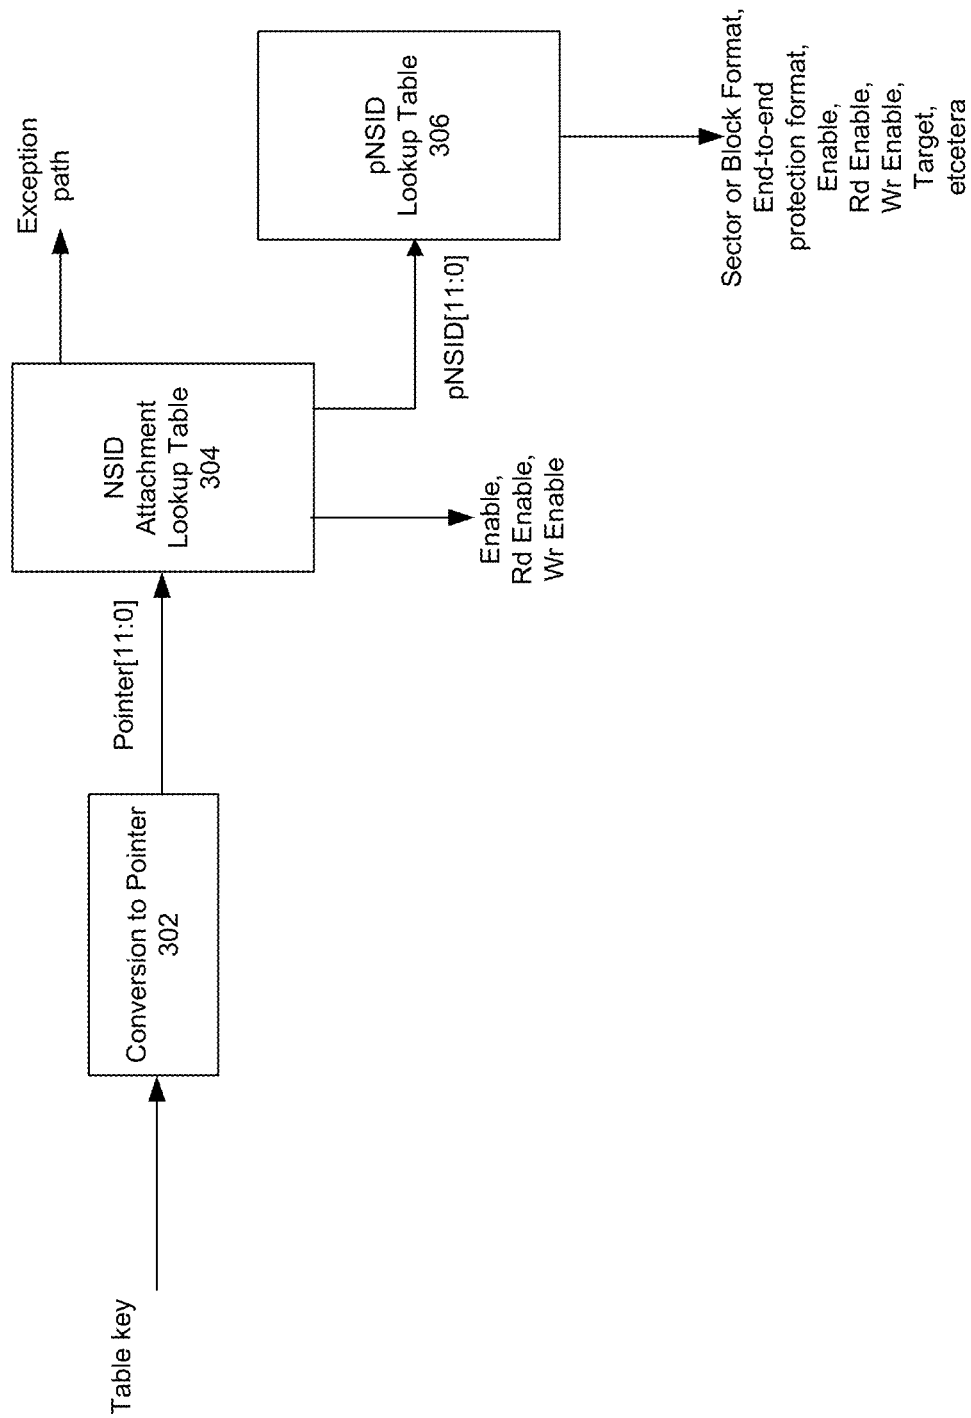 Table key
Conversion to Pointer
302
Pointer[11:0]
NSID
Attachment
Lookup Table
304
Exception
path
Enable,
Rd Enable,
Wr Enable
pNSID[11:0]
pNSID
Lookup Table
306
Sector or Block Format,
End-to-end
protection format,
Enable,
Rd Enable,
Wr Enable,
Target,
etcetera